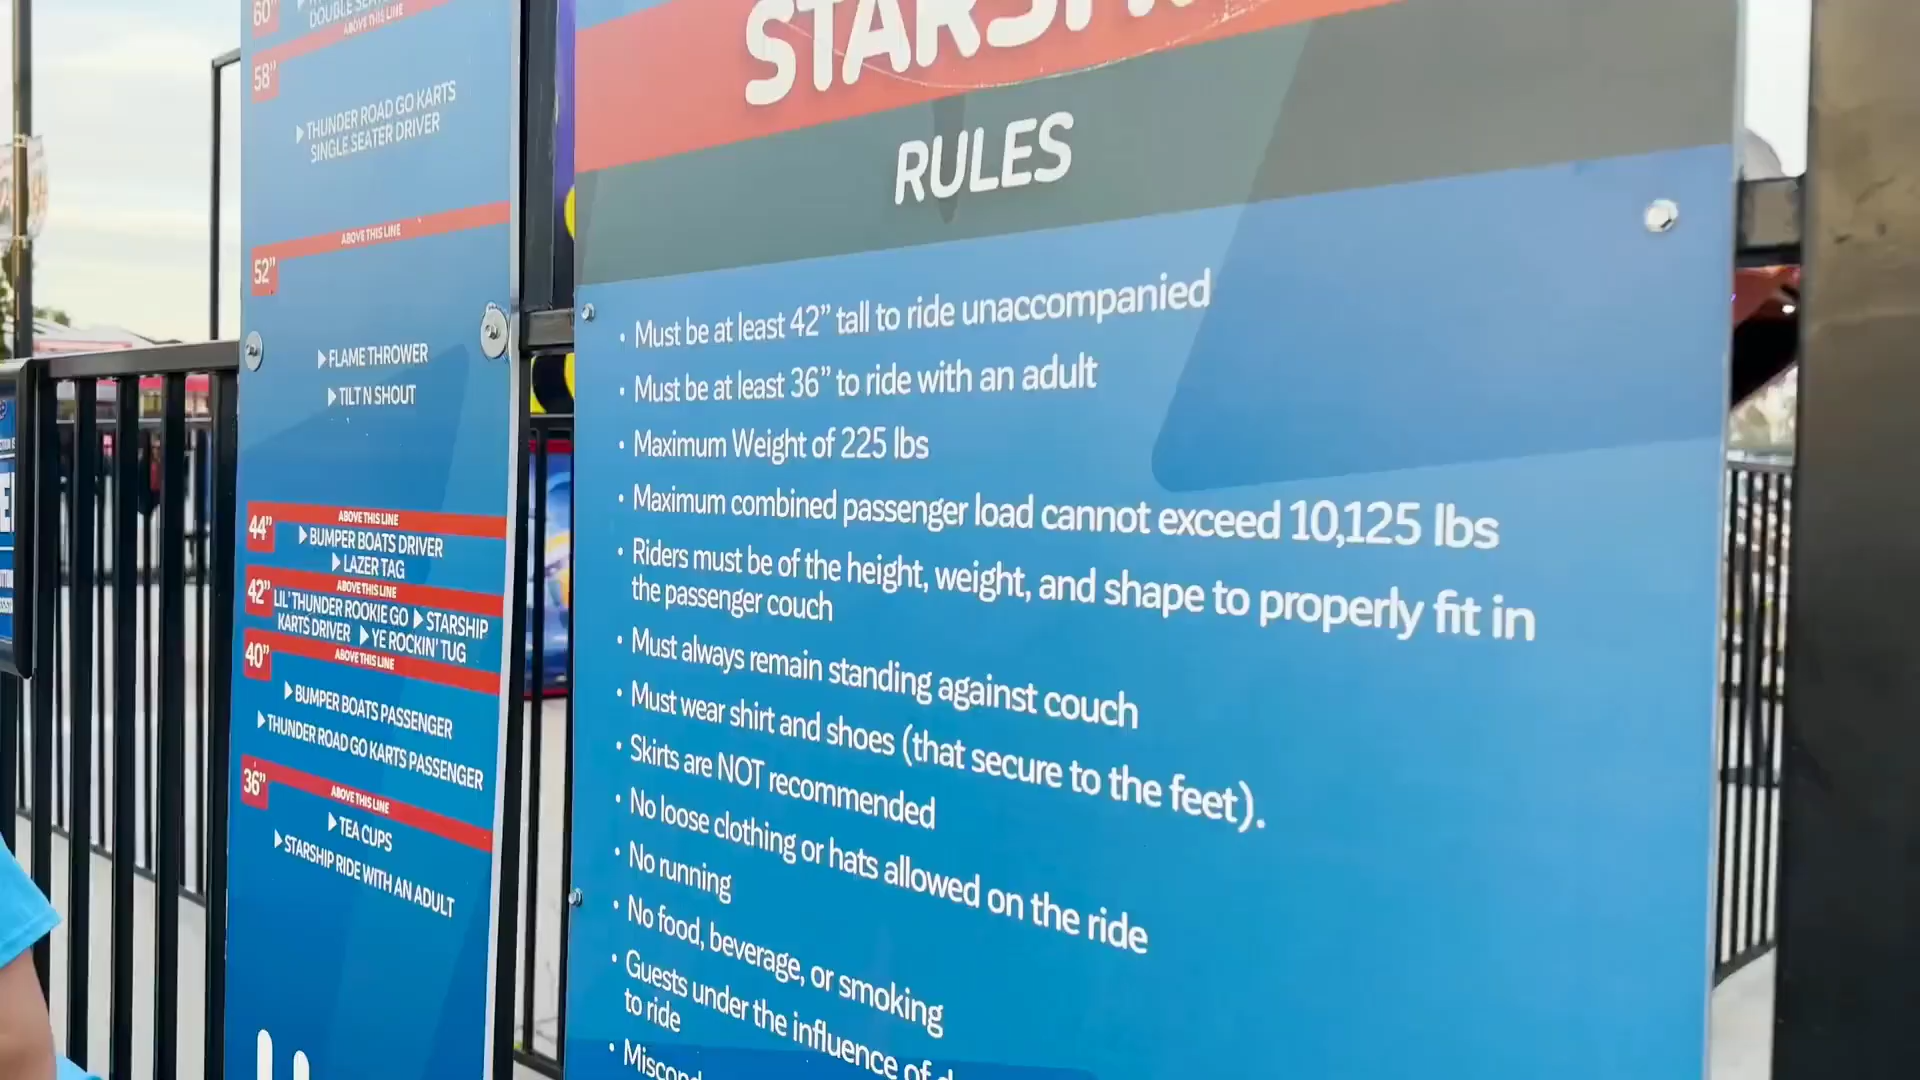 60"
ABOVE THIS LINE
58"
▶ THUNDER ROAD GO KARTS
SINGLE SEATER DRIVER
ABOVE THIS LINE
52"
▶ FLAME THROWER
▶ TILT N SHOUT
44"
ABOVE THIS LINE
▶ BUMPER BOATS DRIVER
▶ LAZER TAG
42"
ABOVE THIS LINE
LIL' THUNDER ROOKIE GO ▶ STARSHIP
KARTS DRIVER ▶ YE ROCKIN' TUG
40"
ABOVE THIS LINE
▶ BUMPER BOATS PASSENGER
▶ THUNDER ROAD GO KARTS PASSENGER
36"
ABOVE THIS LINE
▶ TEA CUPS
▶ STARSHIP RIDE WITH AN ADULT
RULES
• Must be at least 42” tall to ride unaccompanied
• Must be at least 36” to ride with an adult
• Maximum Weight of 225 lbs
• Maximum combined passenger load cannot exceed 10,125 lbs
• Riders must be of the height, weight, and shape to properly fit in
the passenger couch
• Must always remain standing against couch
• Must wear shirt and shoes (that secure to the feet).
• Skirts are NOT recommended
• No loose clothing or hats allowed on the ride
• No running
• No food, beverage, or smoking
• Guests under the influence of
to ride